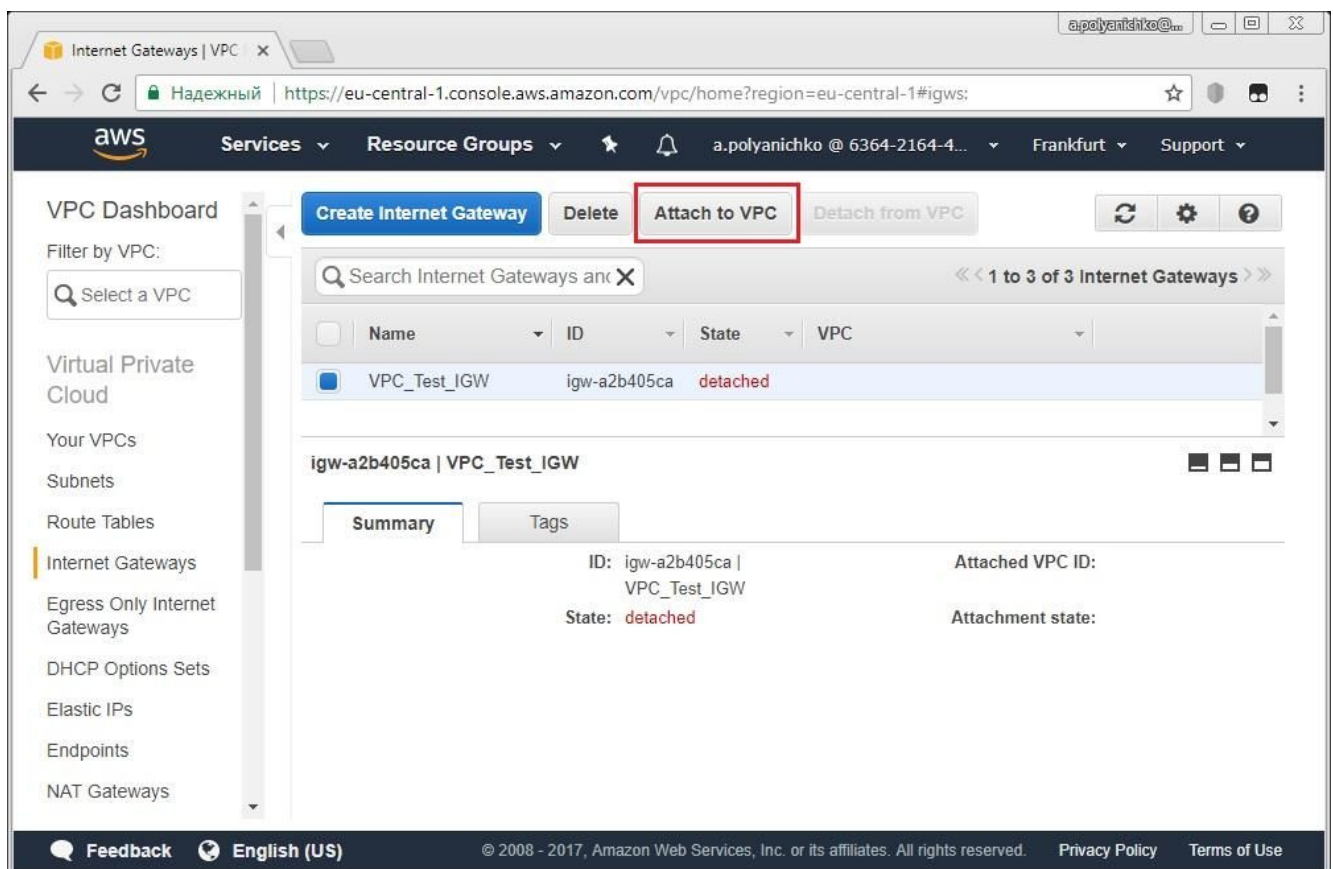 a.polyanichko@...
Internet Gateways | VPC
Надежный
https://eu-central-1.console.aws.amazon.com/vpc/home?region=eu-central-1#igws:
aws
Services
Resource Groups
a.polyanichko @ 6364-2164-4...
Frankfurt
Support
VPC Dashboard
Filter by VPC:
Select a VPC
Virtual Private
Cloud
Your VPCs
Subnets
Route Tables
Internet Gateways
Egress Only Internet
Gateways
DHCP Options Sets
Elastic IPs
Endpoints
NAT Gateways
Create Internet Gateway
Delete
Attach to VPC
Detach from VPC
Search Internet Gateways and
1 to 3 of 3 Internet Gateways
Name ID State VPC
VPC_Test_IGW igw-a2b405ca detached
igw-a2b405ca | VPC_Test_IGW
Summary
Tags
ID: igw-a2b405ca |
VPC_Test_IGW
State: detached
Attached VPC ID:
Attachment state:
Feedback
English (US)
© 2008 - 2017, Amazon Web Services, Inc. or its affiliates. All rights reserved.
Privacy Policy
Terms of Use